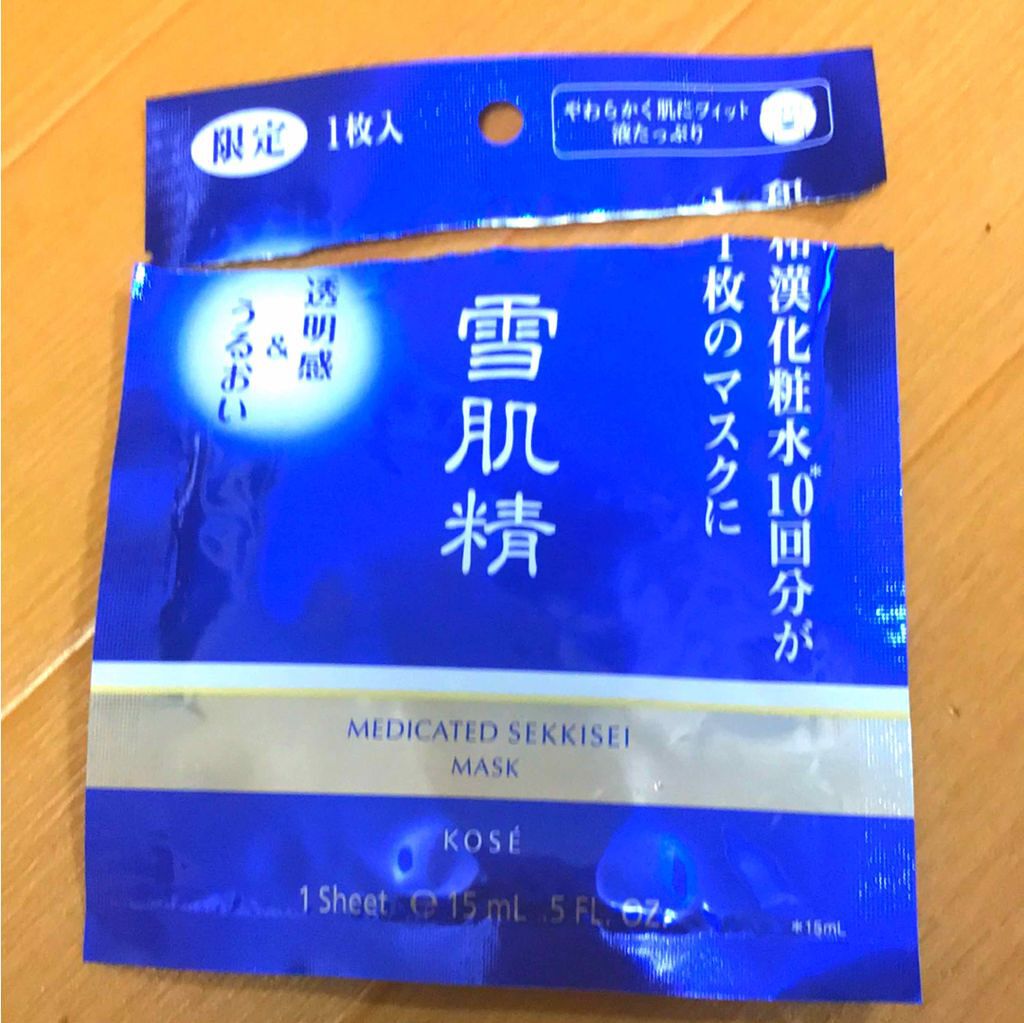 限定
1枚入
やわらかく肌にフィット
液たっぷり
透明感
&
うるおい
雪肌精
和漢化粧水10回分が
※
1枚のマスクに
MEDICATED SEKKISEI
MASK
KOSÉ
1 Sheet ℮ 15 mL .5 FL. OZ.
※15mL